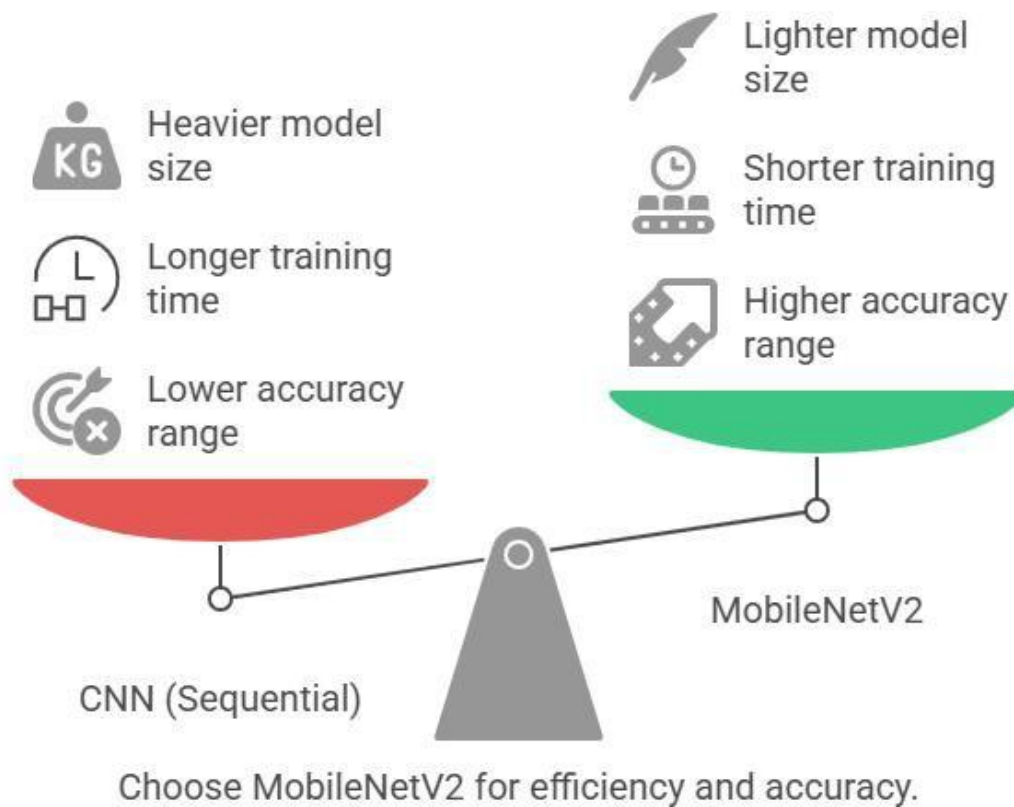 Heavier model
size
Longer training
time
Lower accuracy
range
CNN (Sequential)
Lighter model
size
Shorter training
time
Higher accuracy
range
MobileNetV2
KG
Choose MobileNetV2 for efficiency and accuracy.